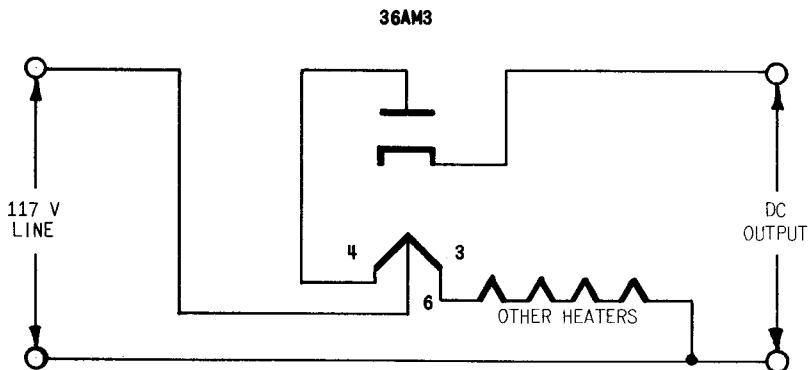 36AM3
117 V
LINE
4
3
6
OTHER HEATERS
DC
OUTPUT